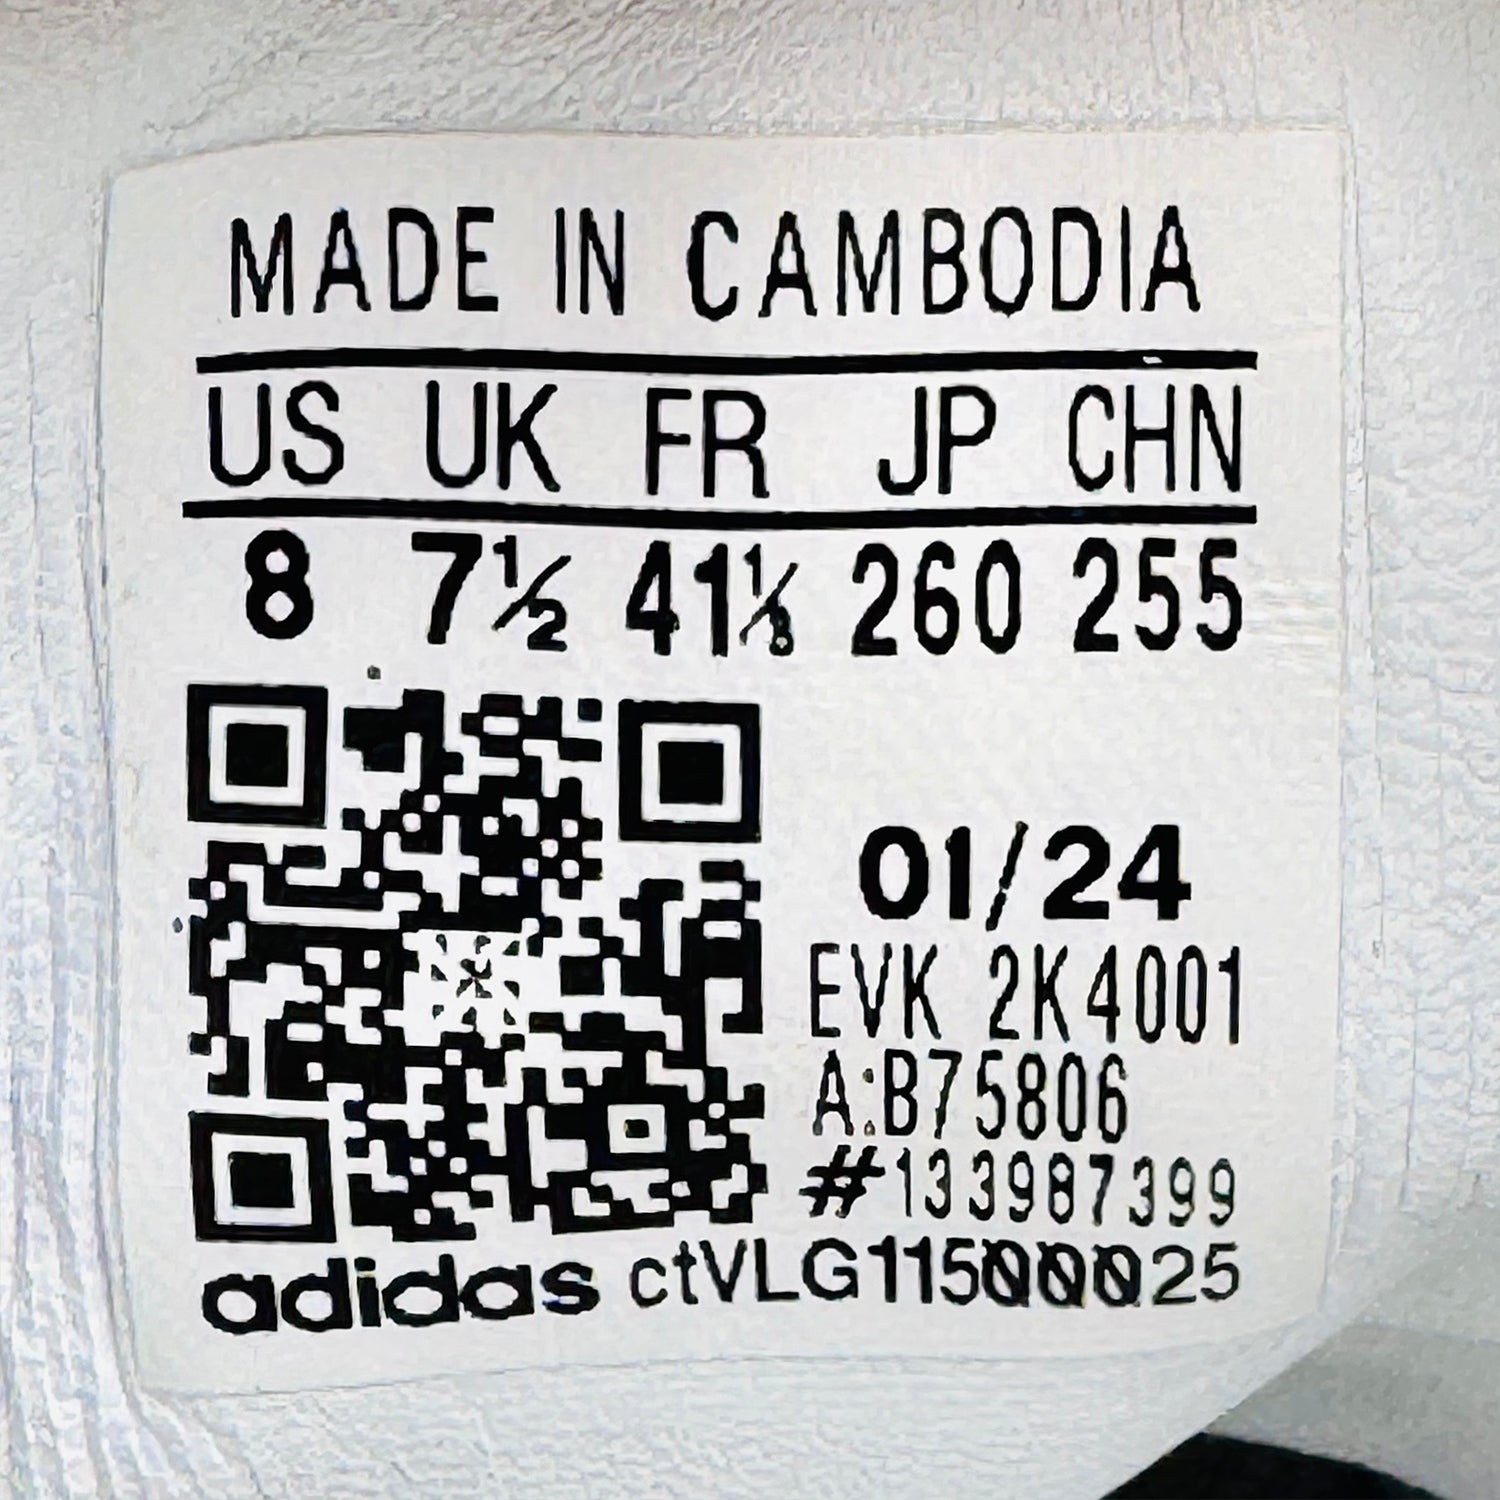 MADE IN CAMBODIA
US UK FR JP CHN
8 7½ 41⅓ 260 255
01/24
EVK 2K4001
A:B75806
#133987399
adidas ctVLG11500025